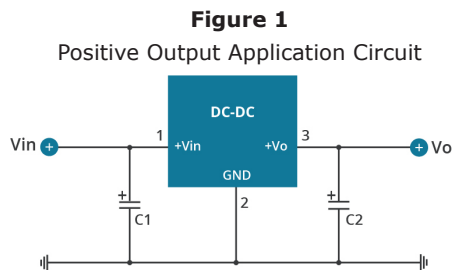 Figure 1
Positive Output Application Circuit
DC-DC
1
3
Vin +
+Vin
+Vo
+ Vo
GND
2
+
C1
+
C2